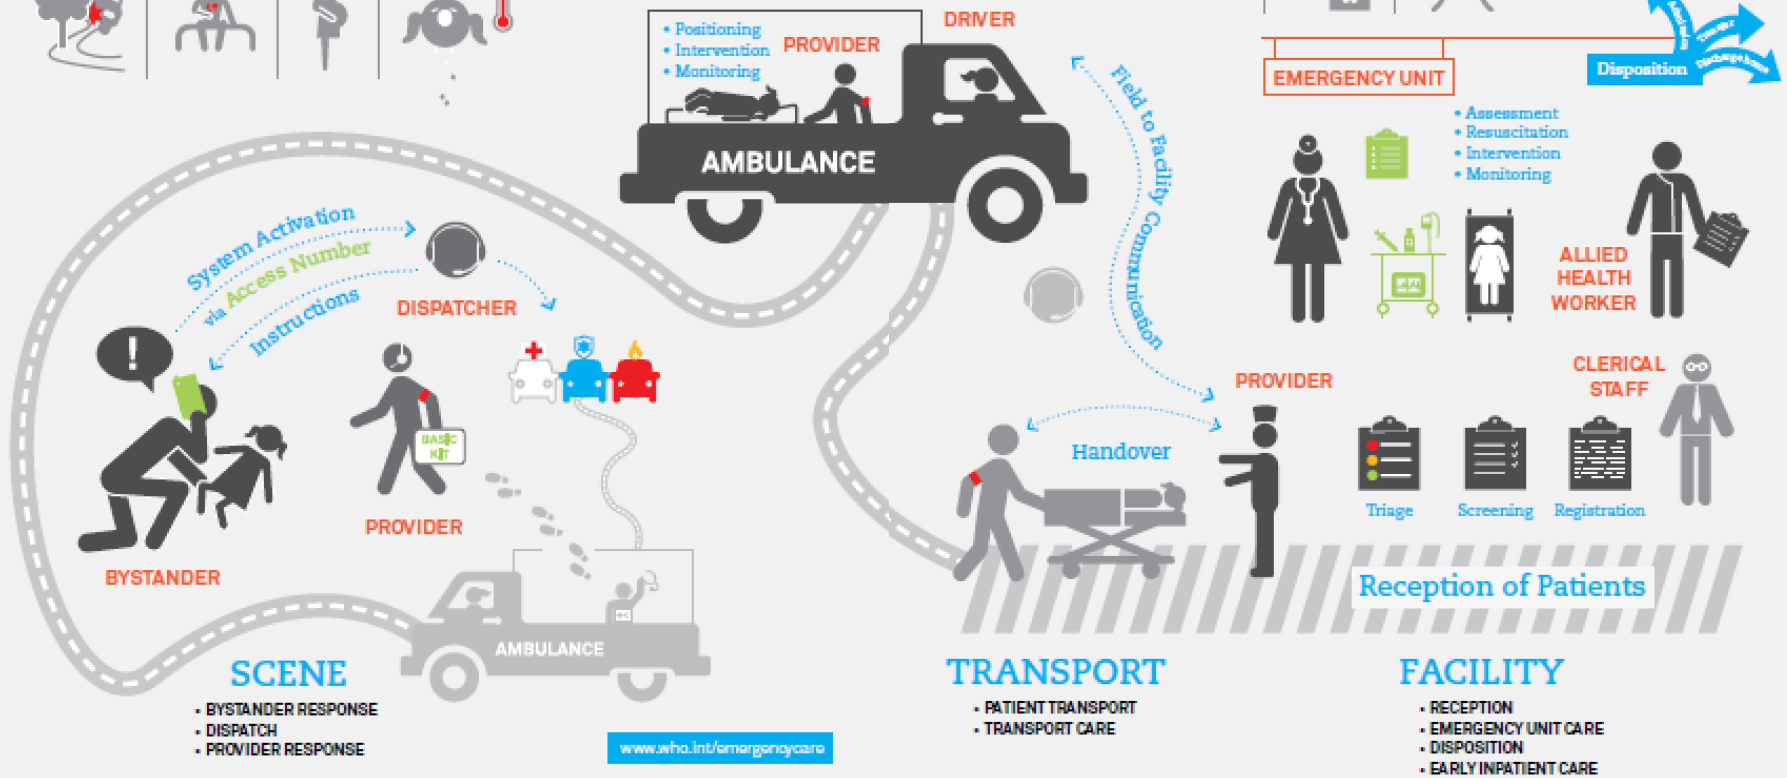 • Positioning
• Intervention
• Monitoring
PROVIDER
DRIVER
AMBULANCE
Field to Facility Communication
EMERGENCY UNIT
Disposition
Discharge home
• Assessment
• Resuscitation
• Intervention
• Monitoring
ALLIED
HEALTH
WORKER
System Activation
via Access Number
Instructions
DISPATCHER
!
BASIC
KIT
PROVIDER
BYSTANDER
AMBULANCE
Handover
PROVIDER
CLERICAL
STAFF
Triage
Screening
Registration
Reception of Patients
SCENE
• BYSTANDER RESPONSE
• DISPATCH
• PROVIDER RESPONSE
www.who.int/emergencycare
TRANSPORT
• PATIENT TRANSPORT
• TRANSPORT CARE
FACILITY
• RECEPTION
• EMERGENCY UNIT CARE
• DISPOSITION
• EARLY INPATIENT CARE